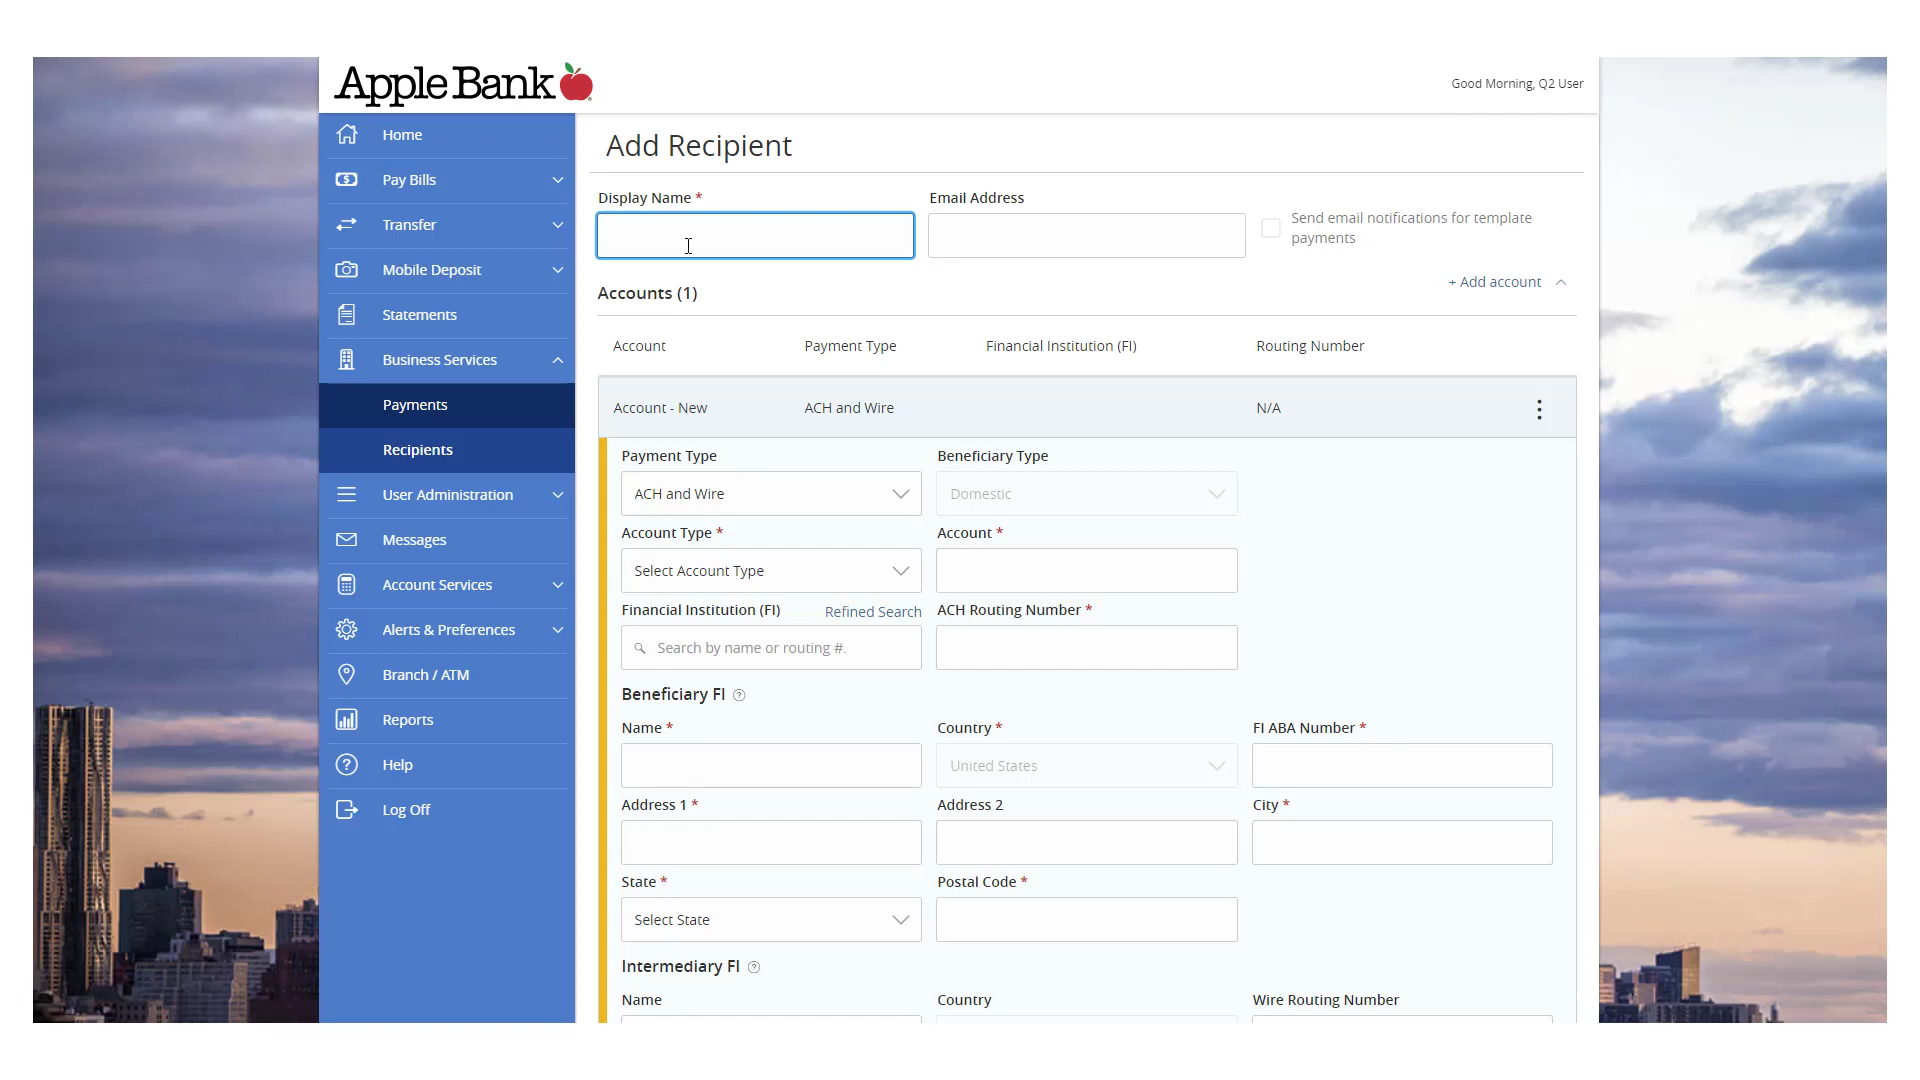 Apple Bank
Good Morning, Q2 User
Home
Pay Bills
Transfer
Mobile Deposit
Statements
Business Services
Payments
Recipients
User Administration
Messages
Account Services
Alerts & Preferences
Branch / ATM
Reports
Help
Log Off
Add Recipient
Display Name *
Email Address
Send email notifications for template
payments
Accounts (1)
+ Add account
Account Payment Type Financial Institution (FI) Routing Number
Account - New ACH and Wire N/A
Payment Type Beneficiary Type
ACH and Wire Domestic
Account Type * Account *
Select Account Type
Financial Institution (FI) Refined Search ACH Routing Number *
Search by name or routing #.
Beneficiary FI ?
Name * Country * FI ABA Number *
United States
Address 1 * Address 2 City *
State * Postal Code *
Select State
Intermediary FI ?
Name Country Wire Routing Number